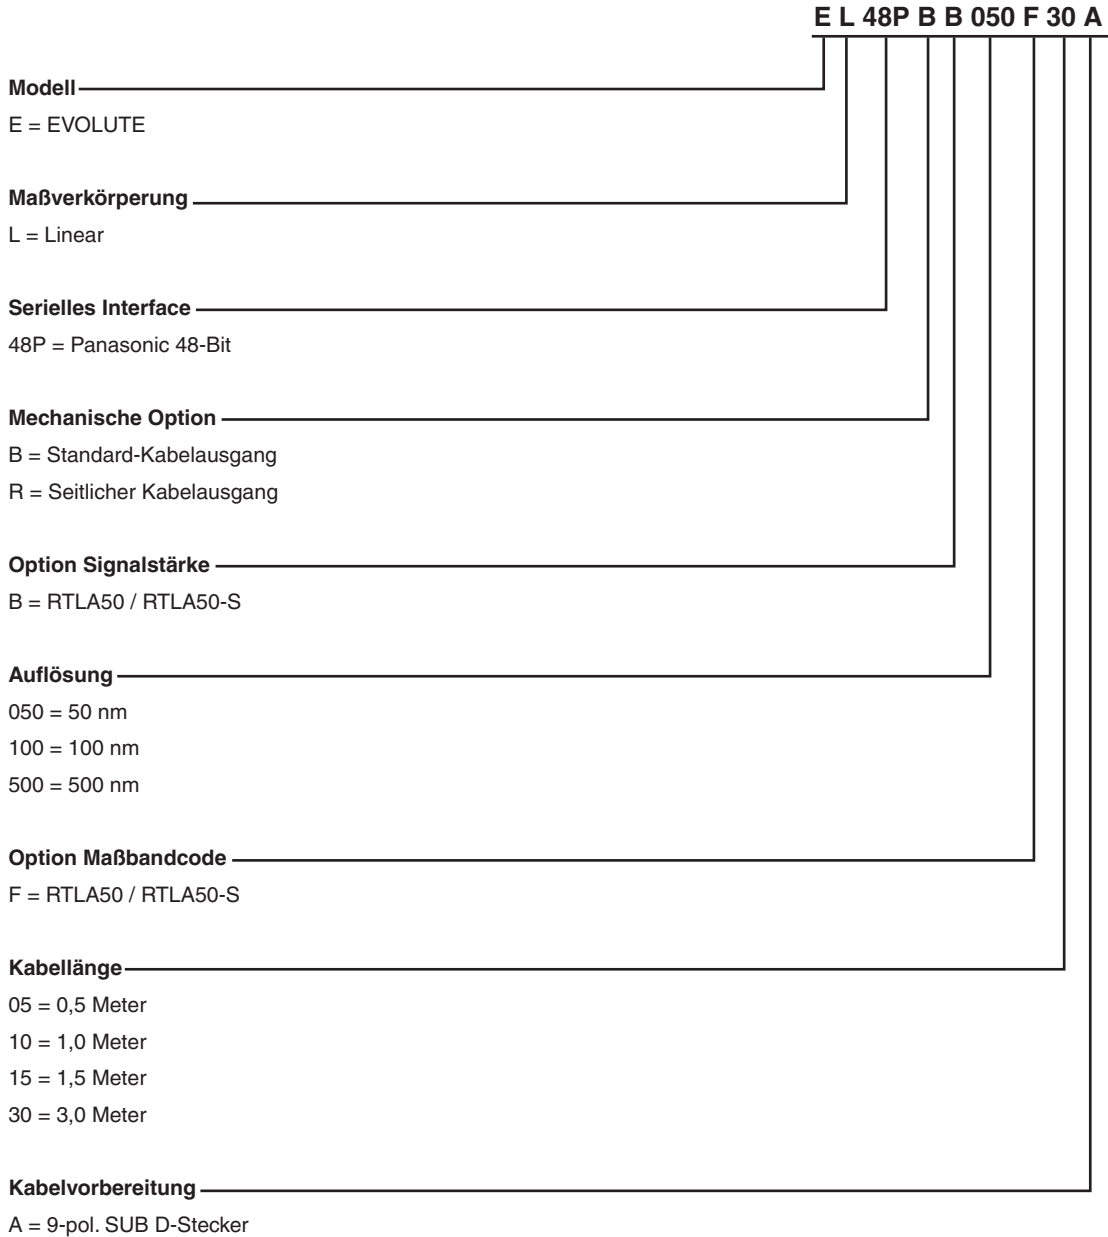 E L 48P B B 050 F 30 A
Modell
E = EVOLUTE
Maßverkörperung
L = Linear
Serielles Interface
48P = Panasonic 48-Bit
Mechanische Option
B = Standard-Kabelausgang
R = Seitlicher Kabelausgang
Option Signalstärke
B = RTLA50 / RTLA50-S
Auflösung
050 = 50 nm
100 = 100 nm
500 = 500 nm
Option Maßbandcode
F = RTLA50 / RTLA50-S
Kabellänge
05 = 0,5 Meter
10 = 1,0 Meter
15 = 1,5 Meter
30 = 3,0 Meter
Kabelvorbereitung
A = 9-pol. SUB D-Stecker